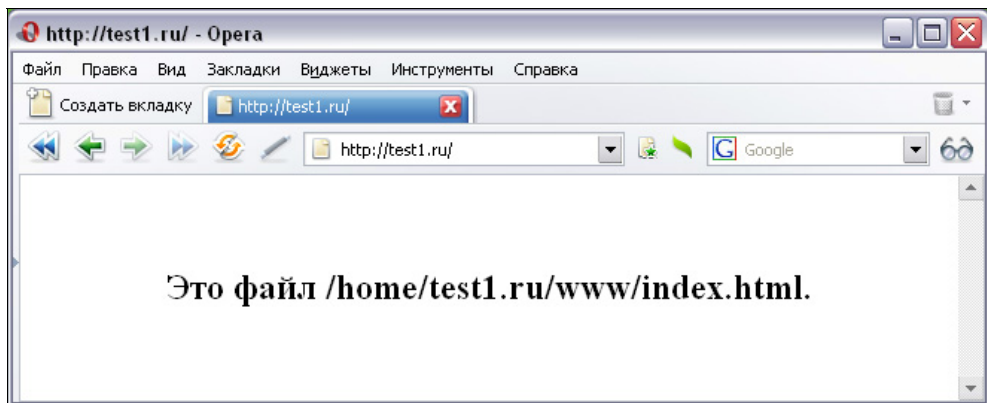 http://test1.ru/ - Opera
Файл Правка Вид Закладки Виджеты Инструменты Справка
Создать вкладку http://test1.ru/
http://test1.ru/ G Google
Это файл /home/test1.ru/www/index.html.